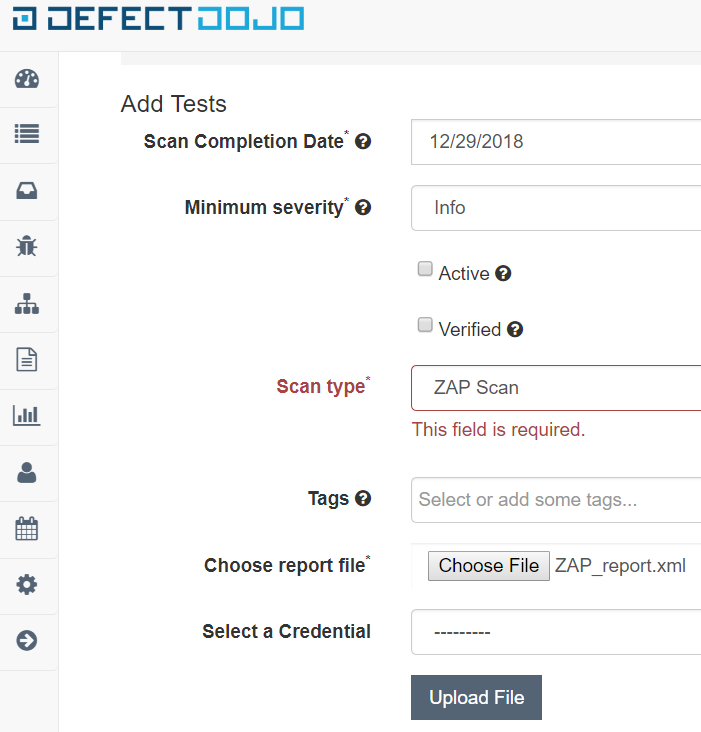 DEFECTDOJO
Add Tests
Scan Completion Date*
12/29/2018
Minimum severity*
Info
Active
Verified
Scan type*
ZAP Scan
This field is required.
Tags
Select or add some tags...
Choose report file*
Choose File ZAP_report.xml
Select a Credential
---------
Upload File